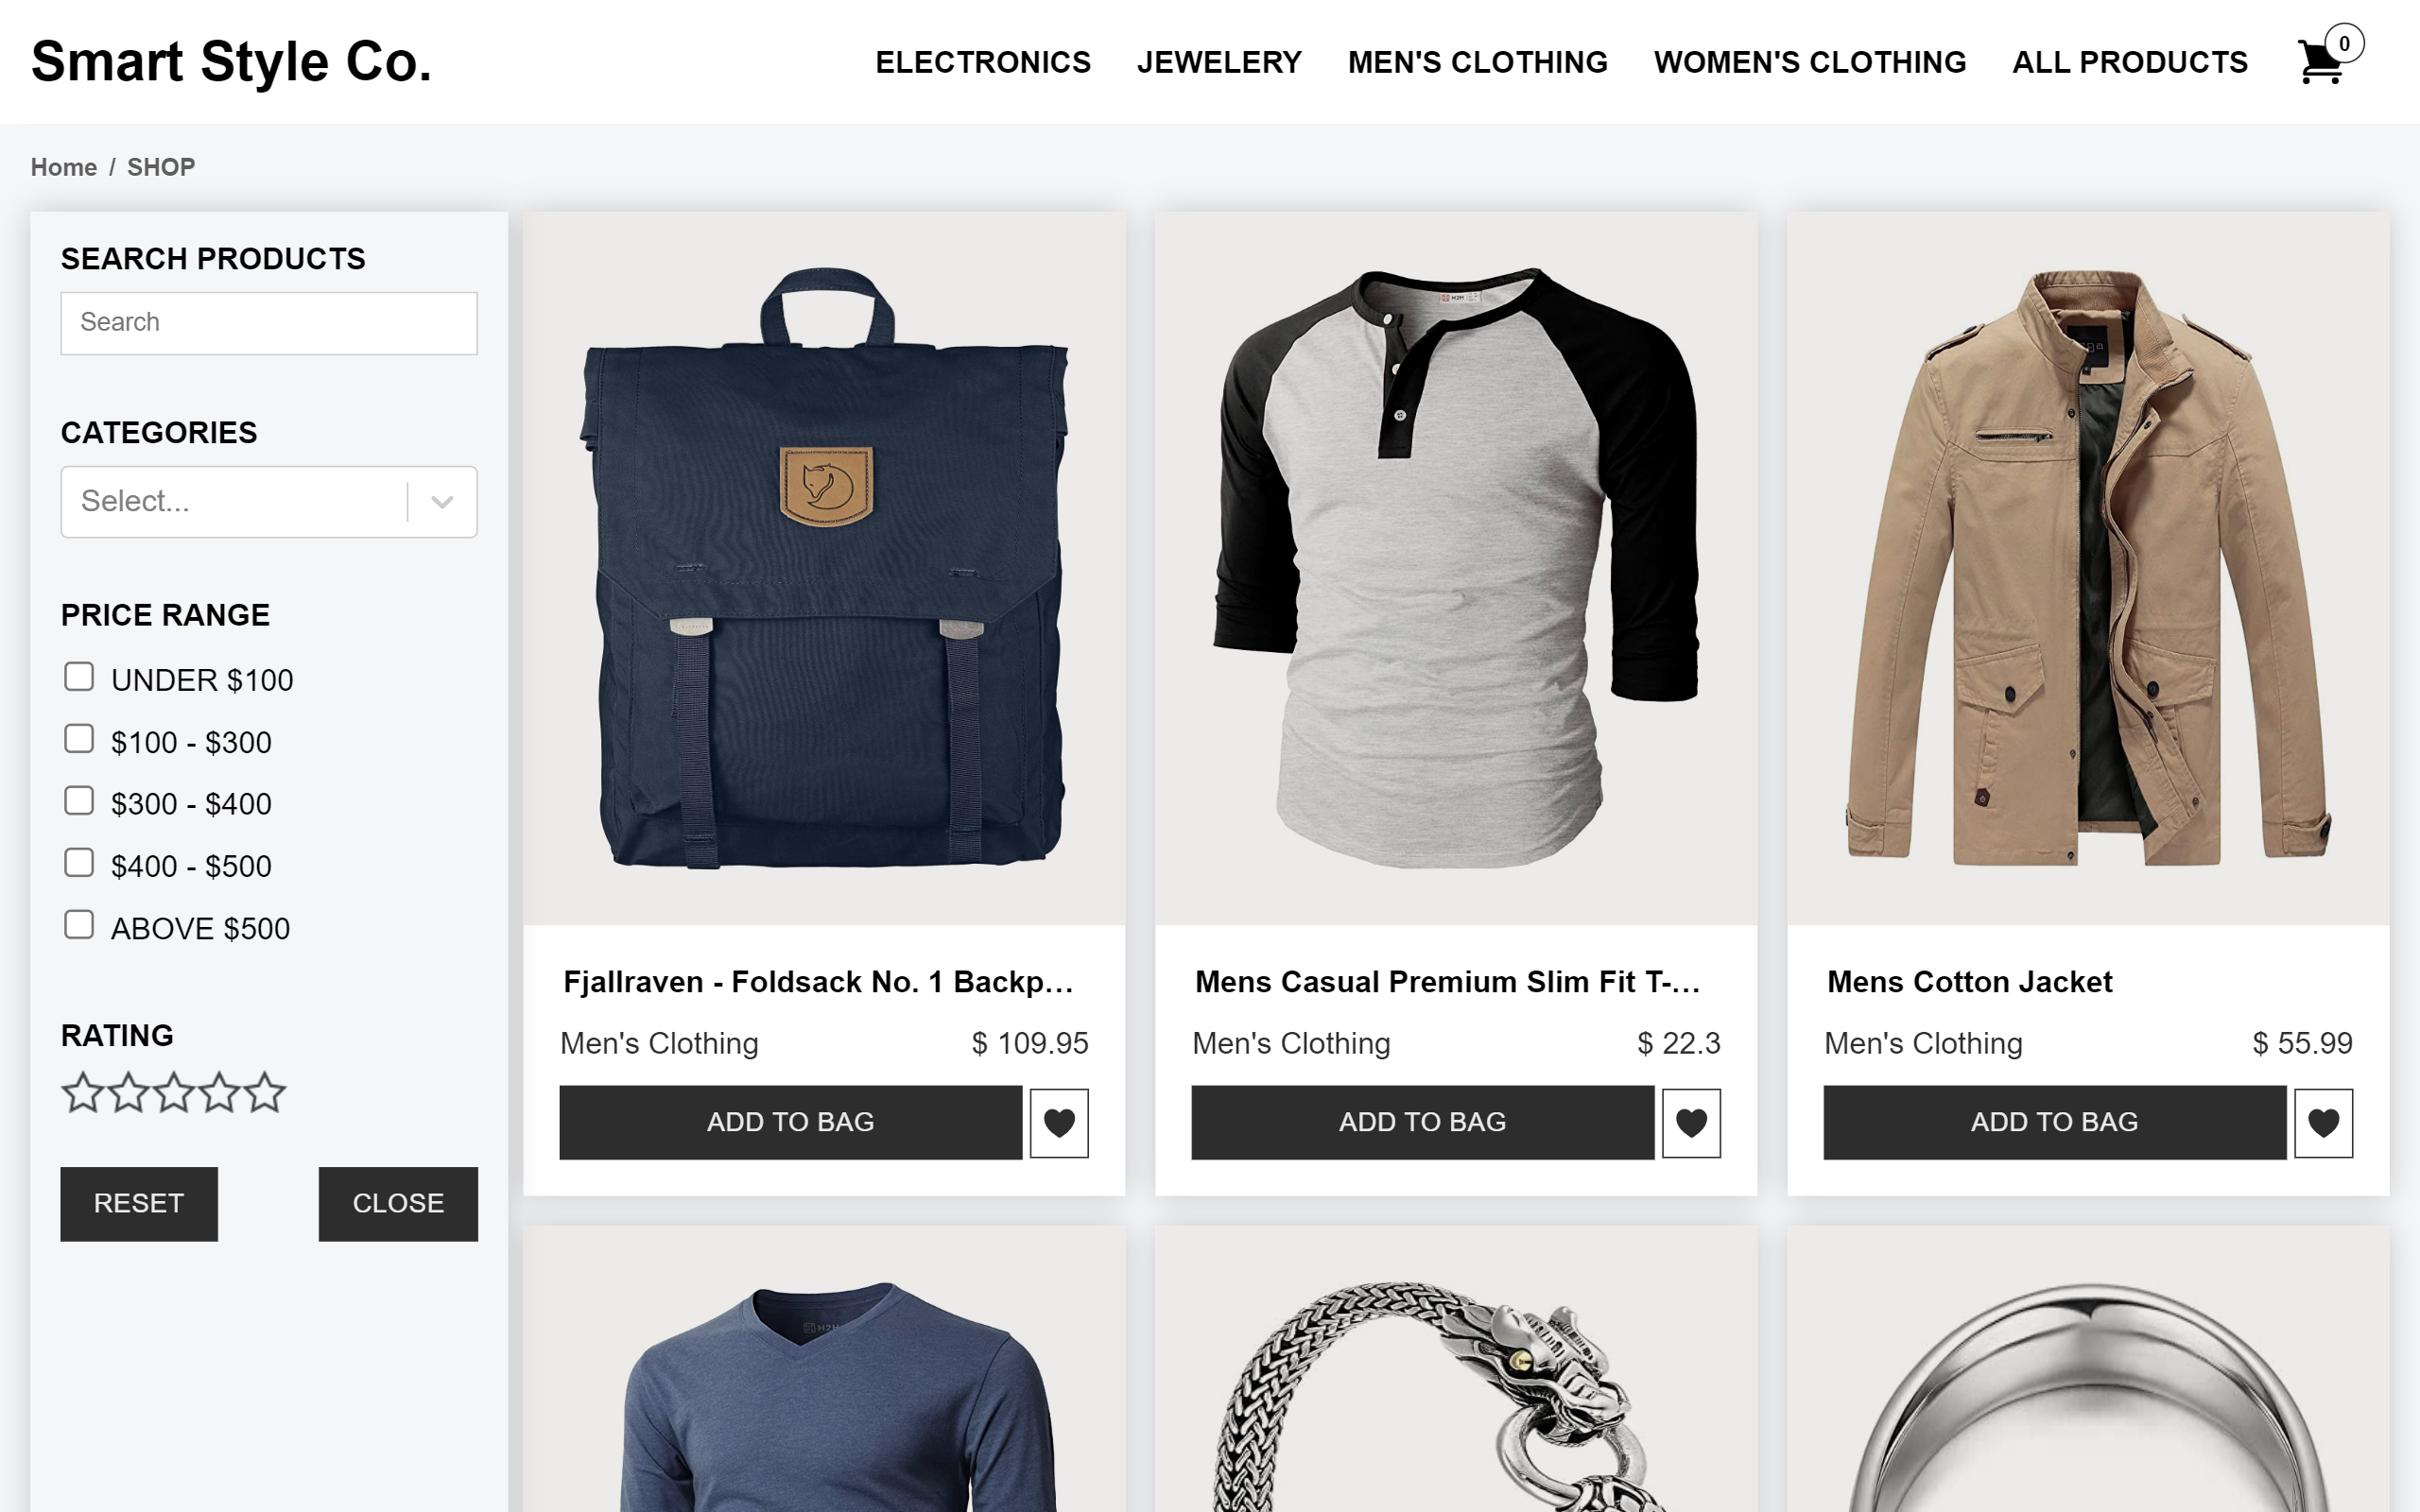 Smart Style Co.
ELECTRONICS JEWELERY MEN'S CLOTHING WOMEN'S CLOTHING ALL PRODUCTS 0
Home / SHOP
SEARCH PRODUCTS
Search
CATEGORIES
Select...
PRICE RANGE
UNDER $100
$100 - $300
$300 - $400
$400 - $500
ABOVE $500
RATING
RESET CLOSE
Fjallraven - Foldsack No. 1 Backp...
Men's Clothing $ 109.95
ADD TO BAG
H2H
Mens Casual Premium Slim Fit T-...
Men's Clothing $ 22.3
ADD TO BAG
Mens Cotton Jacket
Men's Clothing $ 55.99
ADD TO BAG
H2H